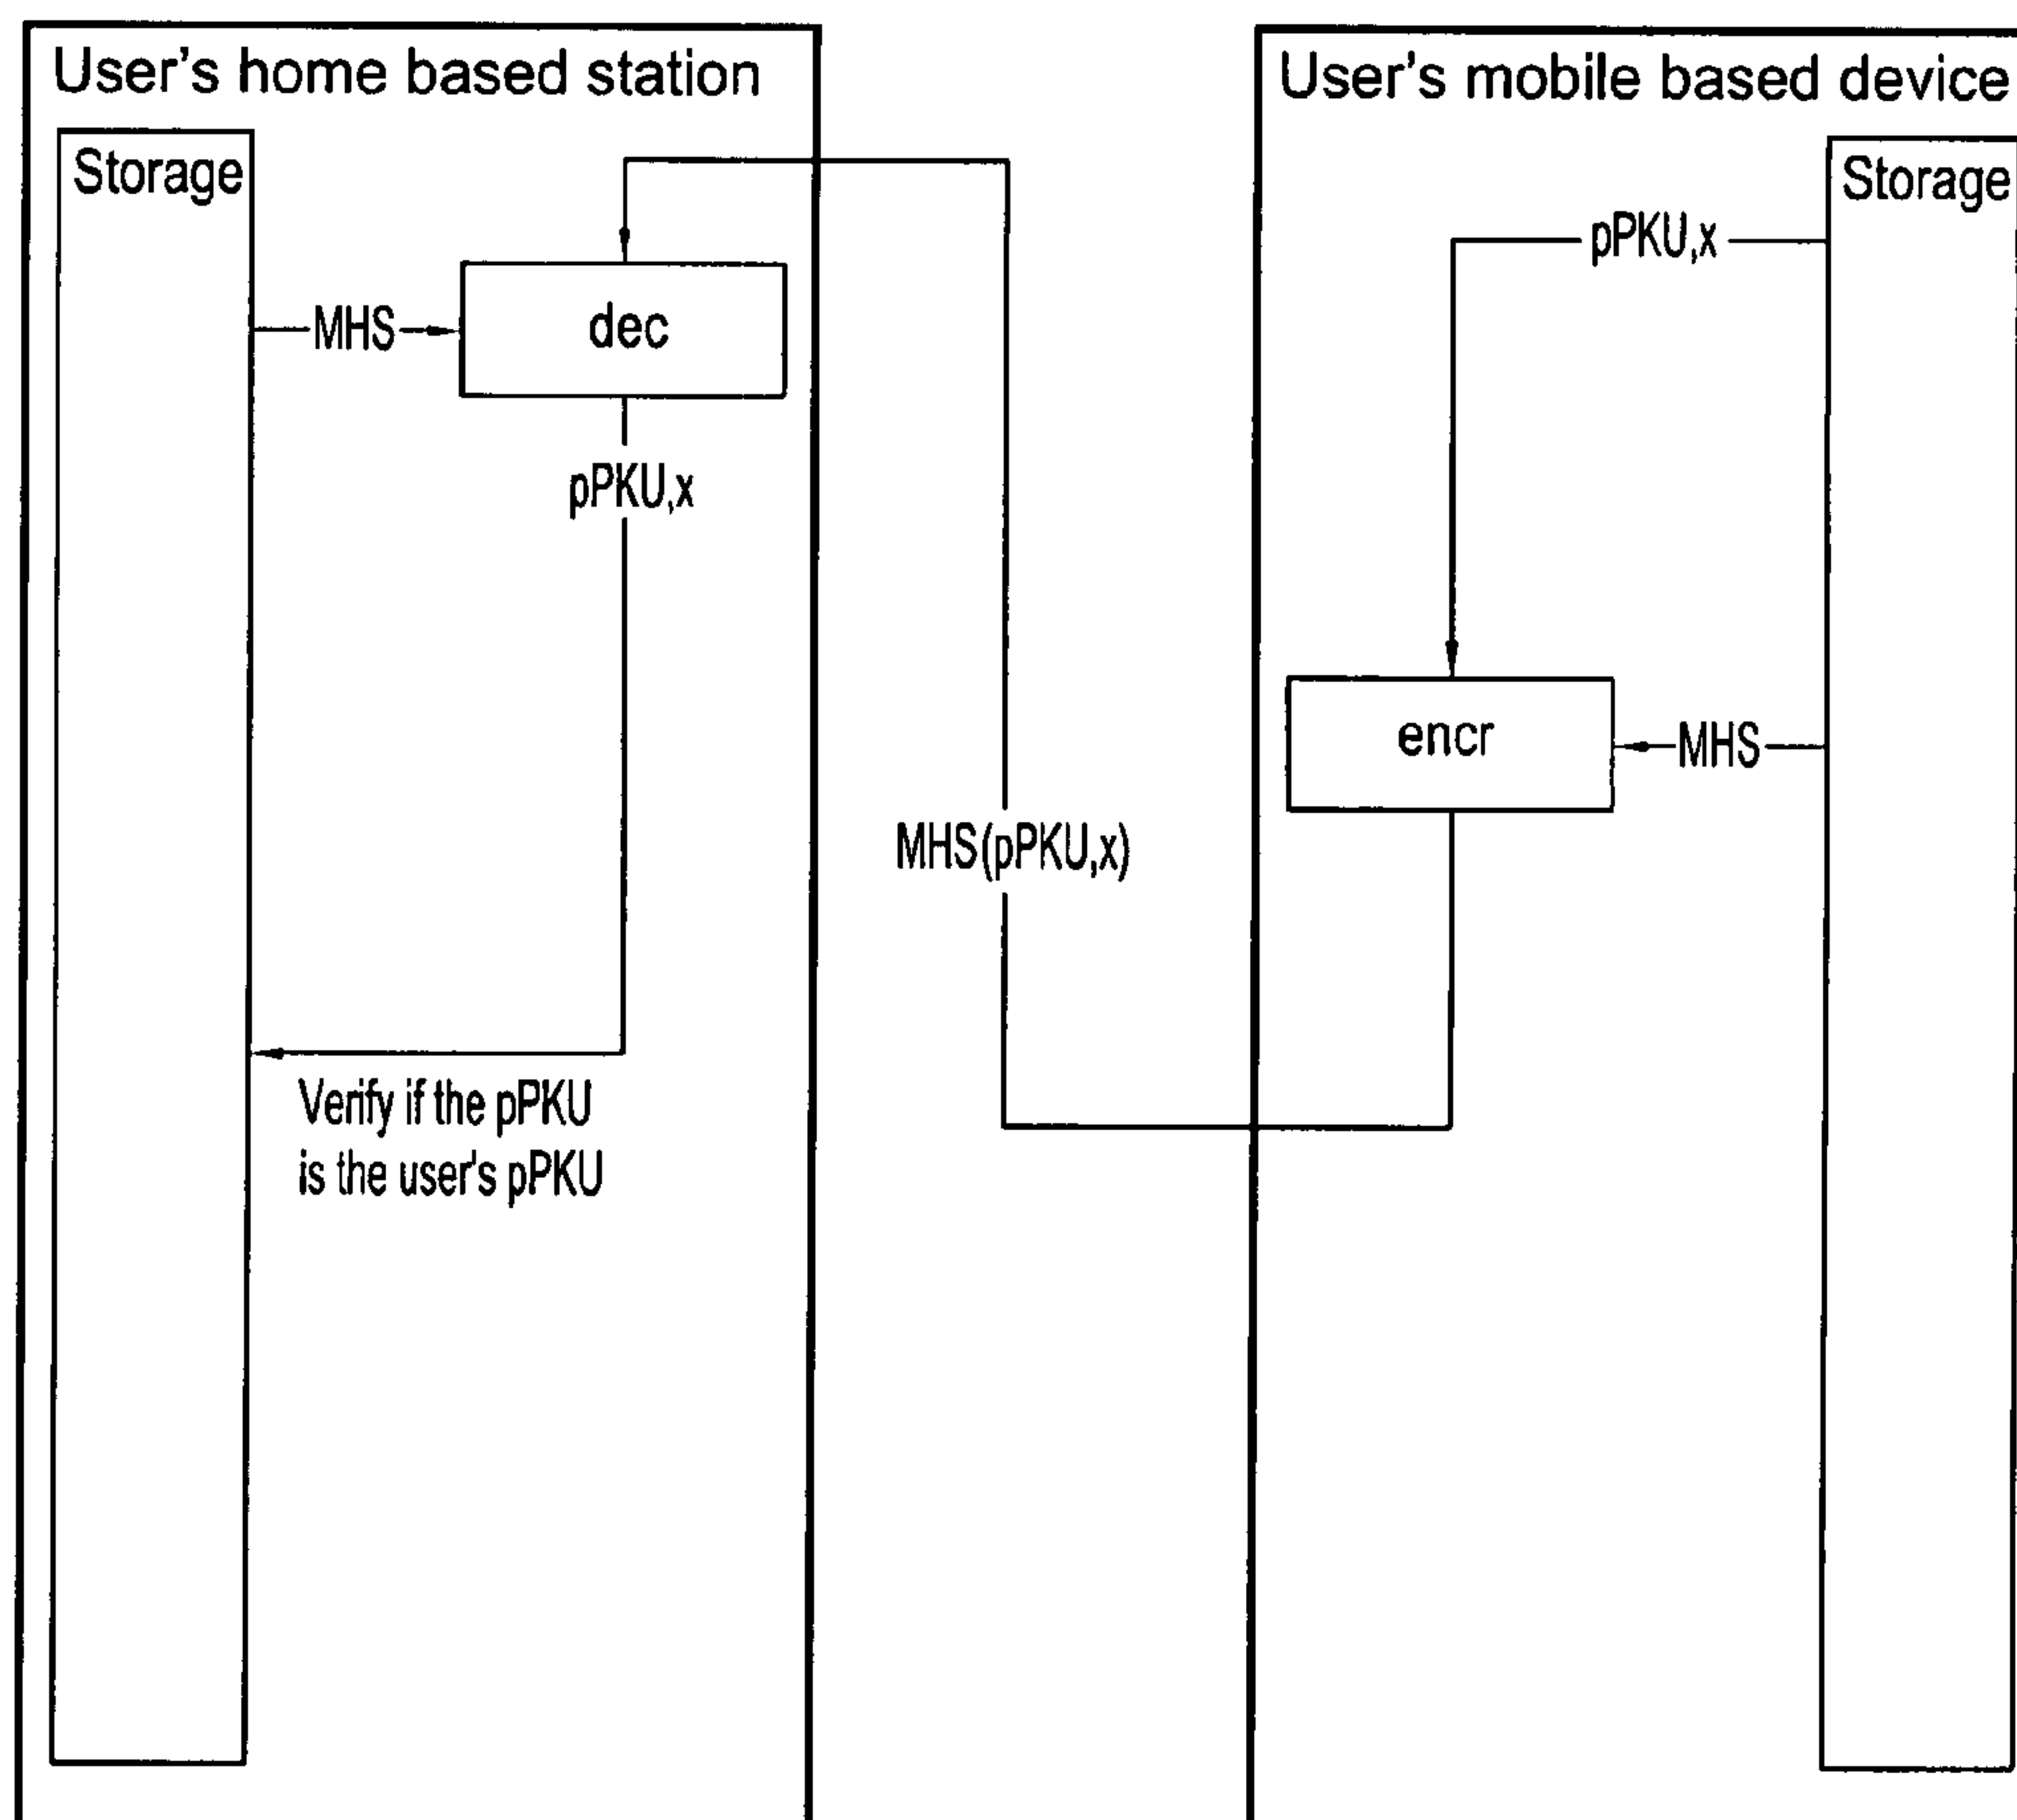 User's home based station
Storage
MHS
dec
pPKU,x
Verify if the pPKU
is the user's pPKU
MHS(pPKU,x)
User's mobile based device
Storage
pPKU,x
encr
MHS